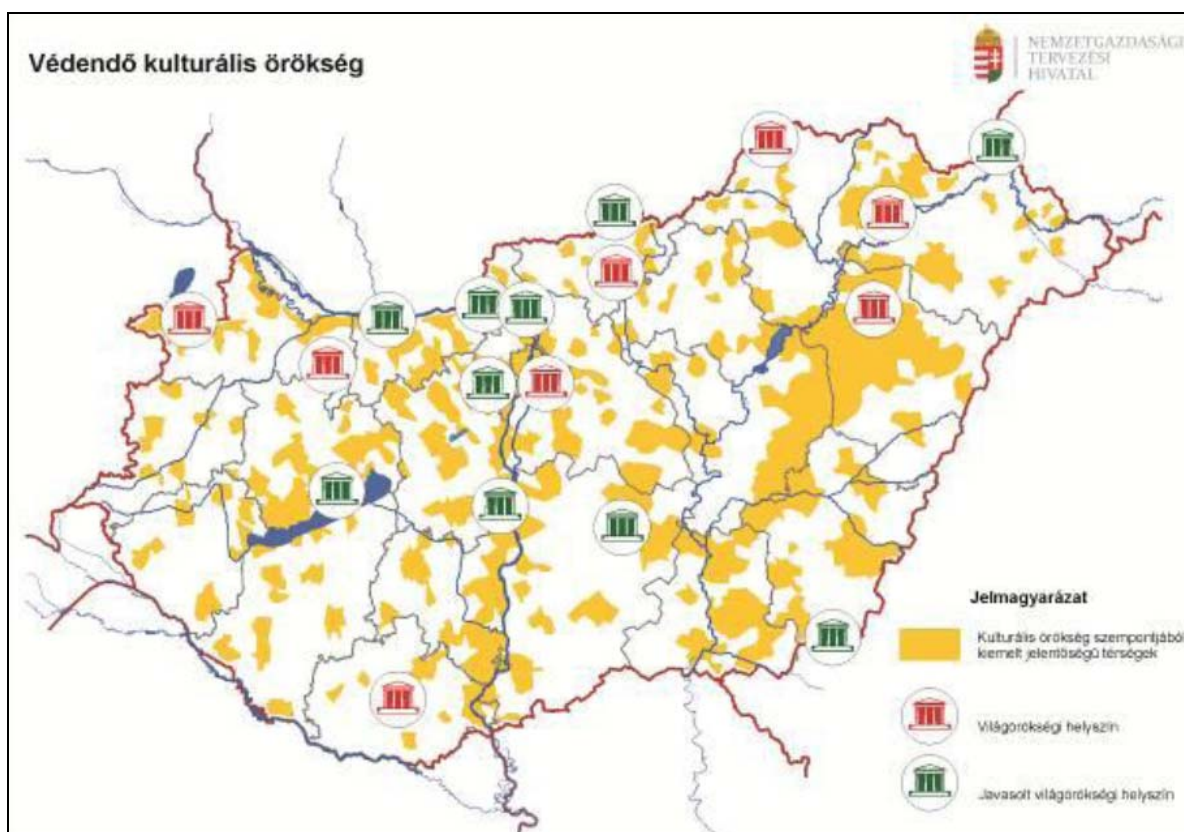 Védendő kulturális örökség
NEMZETGAZDASÁGI
TERVEZÉSI
HIVATAL
Jelmagyarázat
Kulturális örökség szempontjából
kiemelt jelentőségű térségek
Világörökségi helyszín
Javasolt világörökségi helyszín